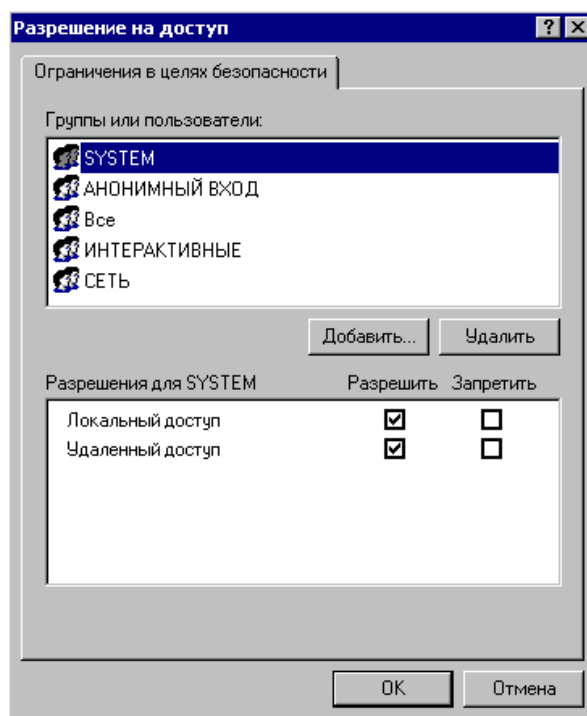 Разрешение на доступ
Ограничения в целях безопасности
Группы или пользователи:
SYSTEM
АНОНИМНЫЙ ВХОД
Все
ИНТЕРАКТИВНЫЕ
СЕТЬ
Добавить... Удалить
Разрешения для SYSTEM Разрешить Запретить
Локальный доступ
Удаленный доступ
OK Отмена